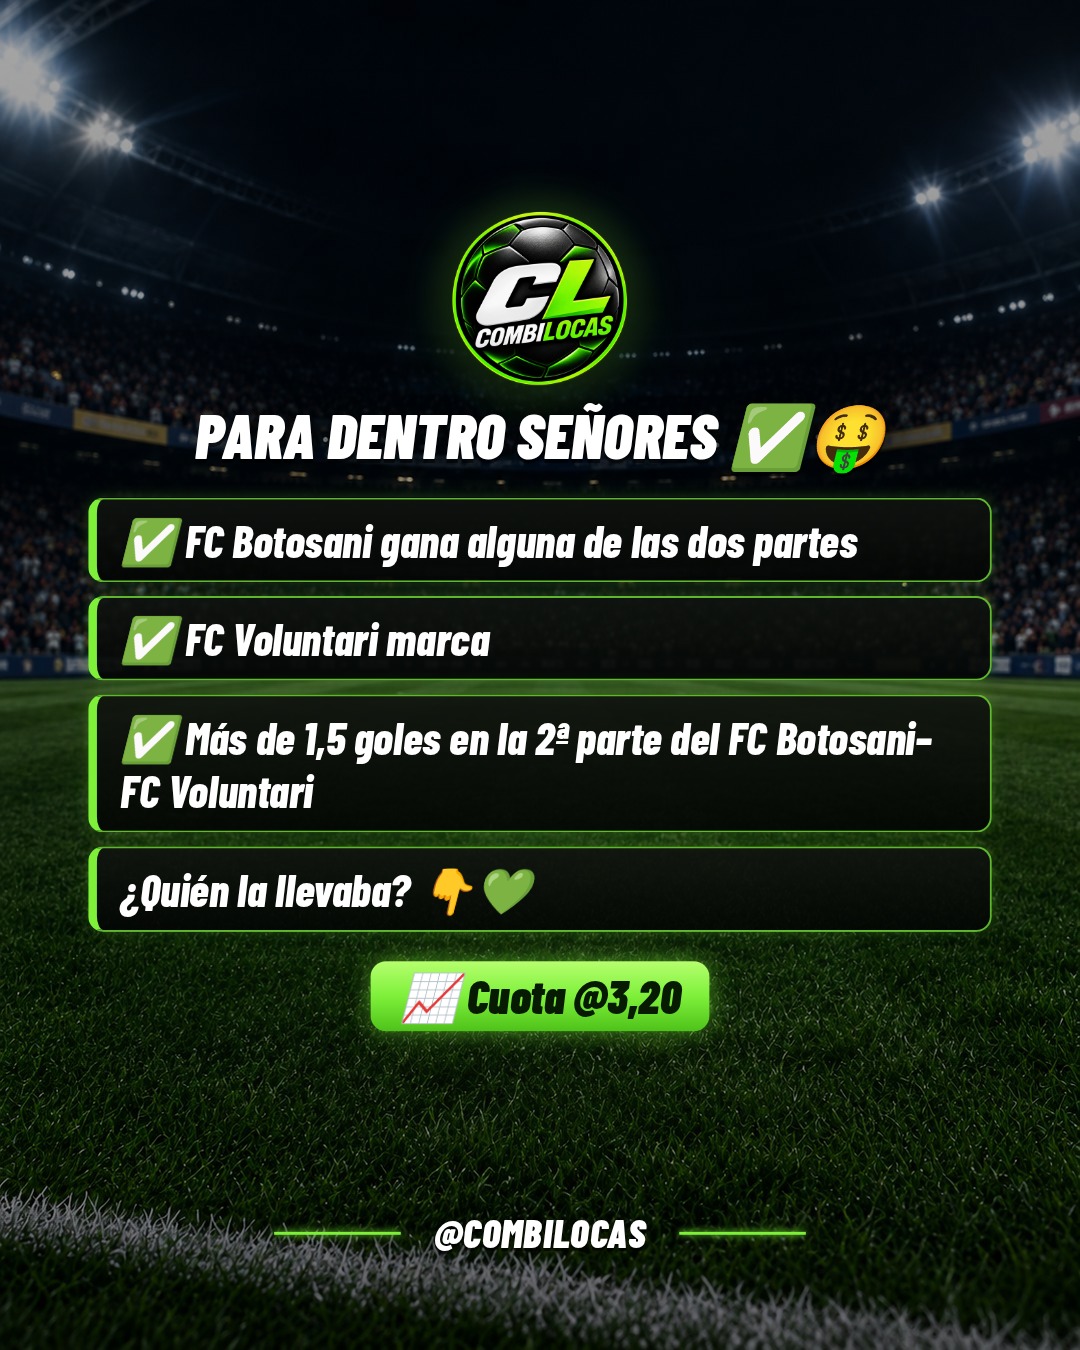 CL
COMBILOCAS
PARA DENTRO SEÑORES ✅🤑
✅ FC Botosani gana alguna de las dos partes
✅ FC Voluntari marca
✅ Más de 1,5 goles en la 2ª parte del FC Botosani–
FC Voluntari
¿Quién la llevaba? 👇💚
📈 Cuota @3,20
@COMBILOCAS